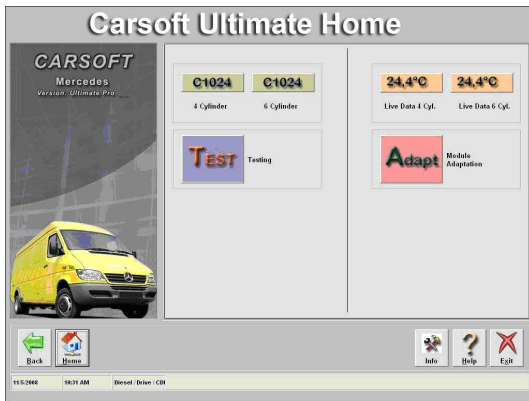 Carsoft Ultimate Home
CARSOFT
Mercedes
Version: Ultimate Pro
C1024
C1024
4 Cylinder
6 Cylinder
24,4°C
24,4°C
Live Data 4 Cyl.
Live Data 6 Cyl.
TEST
Testing
Adapt
Module
Adaptation
Back
Home
Info
Help
Exit
11/5/2008
10:31 AM
Diesel / Drive / CDI